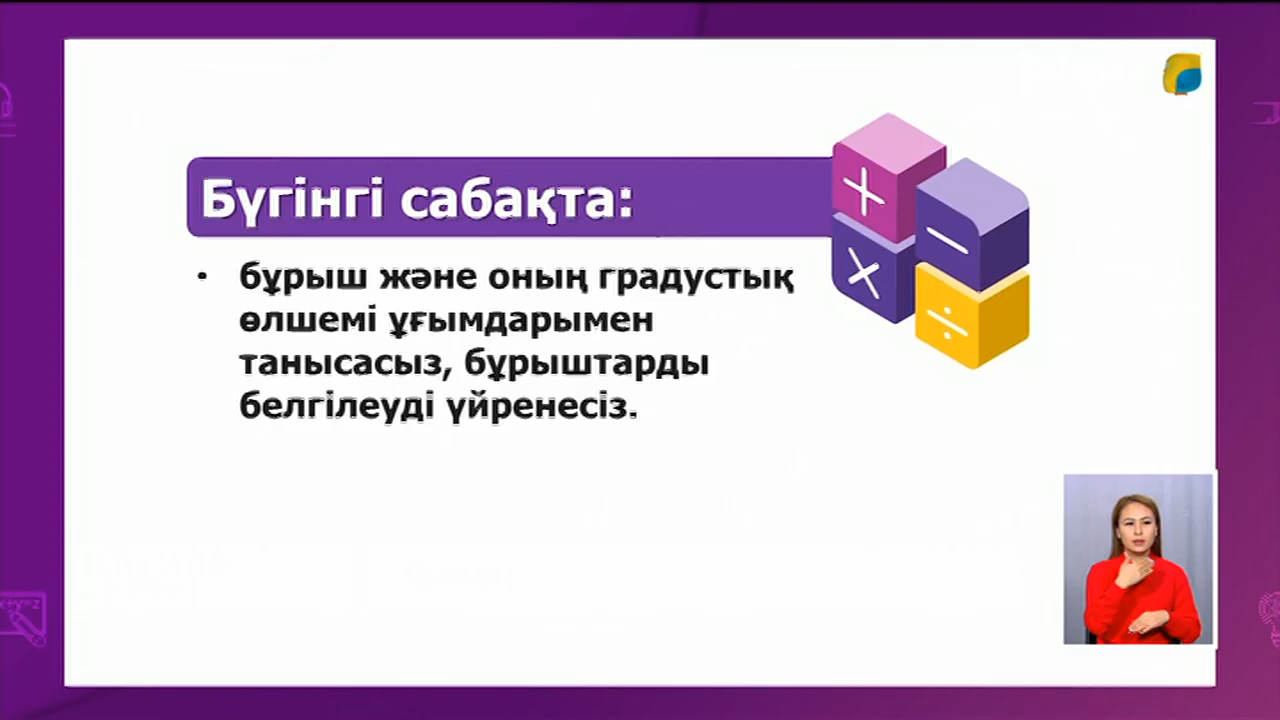 Бүгінгі сабақта:
• бұрыш және оның градустық
өлшемі ұғымдарымен
танысасыз, бұрыштарды
белгілеуді үйренесіз.